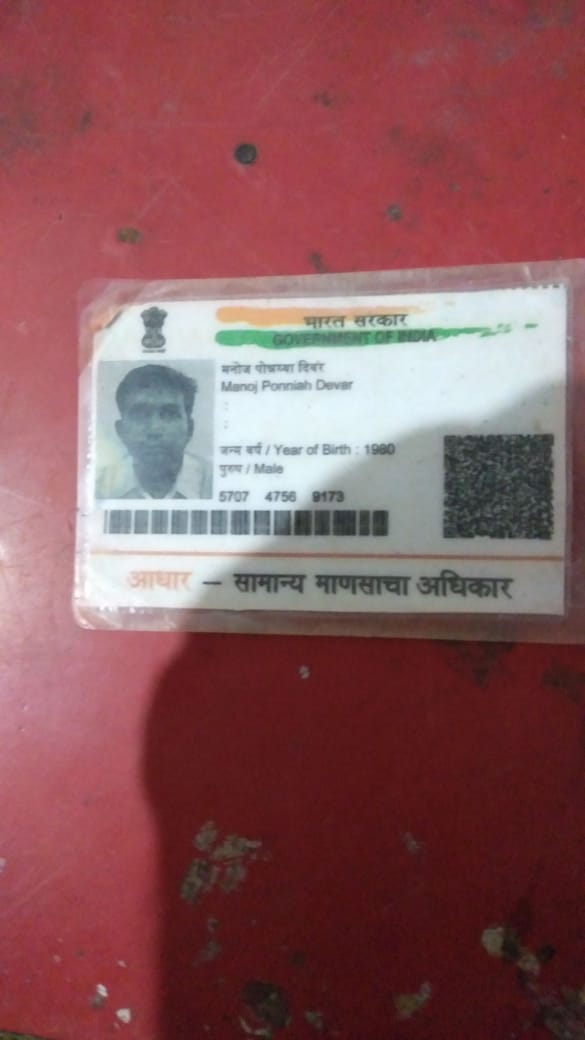 भारत सरकार
GOVERNMENT OF INDIA
मनोज पोन्नय्या दिवर
Manoj Ponniah Devar
:
:
जन्म वर्ष / Year of Birth : 1980
पुरुष / Male
5707 4756 9173
आधार – सामान्य माणसाचा अधिकार